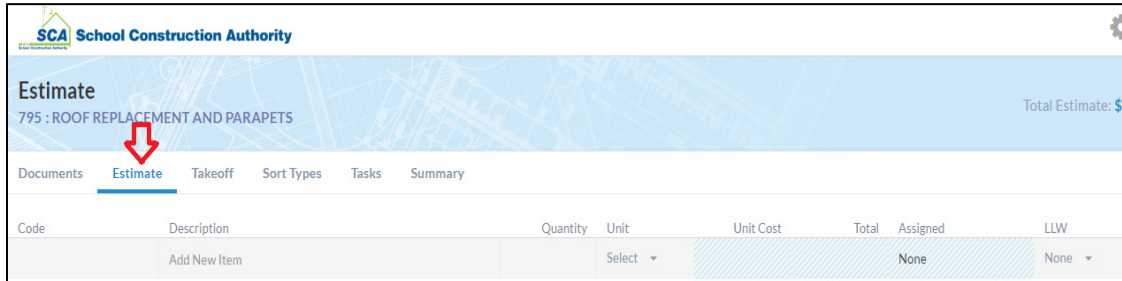 SCA School Construction Authority
Estimate
795 : ROOF REPLACEMENT AND PARAPETS
Total Estimate: $
Documents Estimate Takeoff Sort Types Tasks Summary
Code Description Quantity Unit Unit Cost Total Assigned LLW
Add New Item Select None None